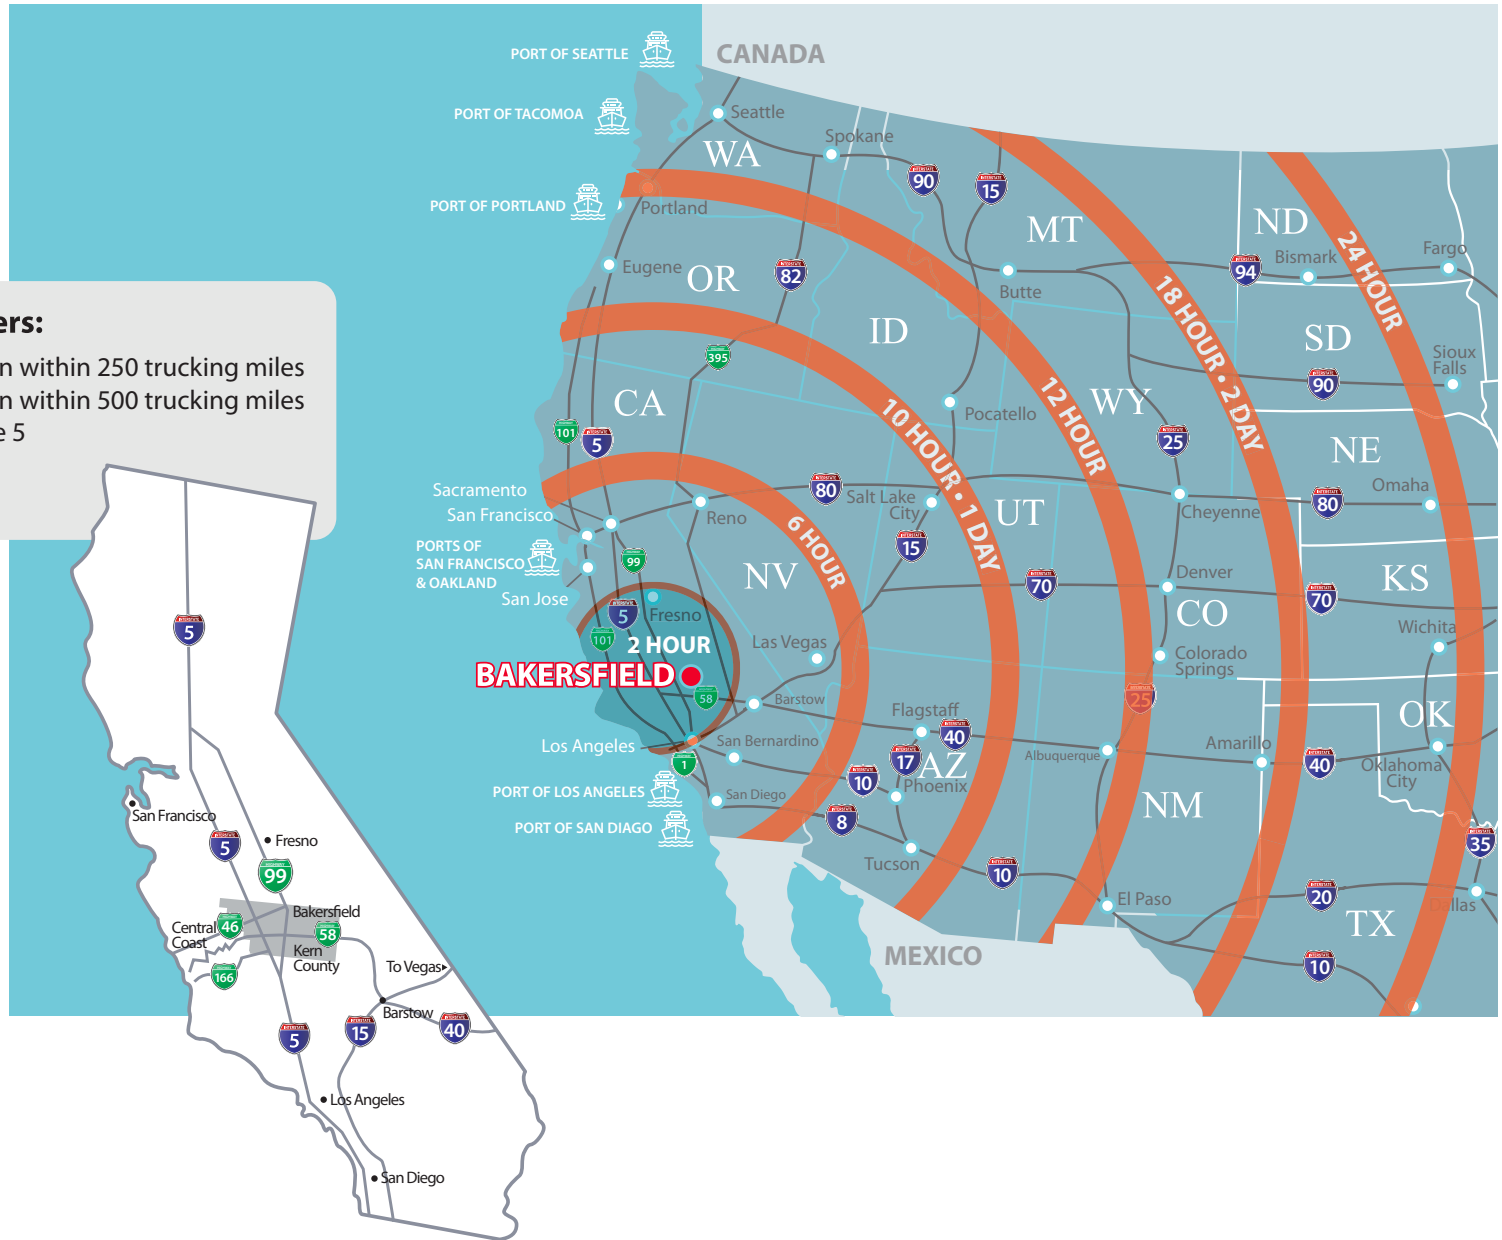 PORT OF SEATTLE
CANADA
PORT OF TACOMOA
Seattle
WA
Spokane
90
15
PORT OF PORTLAND
Portland
MT
ND
24 HOUR
Fargo
Eugene
OR
82
Butte
94
Bismark
18 HOUR • 2 DAY
ers:
n within 250 trucking miles
n within 500 trucking miles
e 5
ID
SD
395
Sioux
Falls
90
CA
101
5
10 HOUR • 1 DAY
Pocatello
12 HOUR
WY
25
NE
Sacramento
San Francisco
Reno
80
Salt Lake
City
UT
Cheyenne
80
Omaha
PORTS OF
SAN FRANCISCO
& OAKLAND
99
6 HOUR
15
NV
San Jose
5
Fresno
101
2 HOUR
70
Denver
CO
70
KS
Wichita
BAKERSFIELD
58
Las Vegas
Colorado
Springs
25
Barstow
Flagstaff
40
OK
Los Angeles
San Bernardino
1
17
AZ
Albuquerque
Amarillo
40
Oklahoma
City
PORT OF LOS ANGELES
San Diego
10
Phoenix
NM
PORT OF SAN DIAGO
8
Tucson
10
35
El Paso
20
Dallas
TX
MEXICO
10
5
San Francisco
5
Fresno
99
Bakersfield
Central
Coast
46
58
Kern
County
166
To Vegas
Barstow
5
15
40
Los Angeles
San Diego